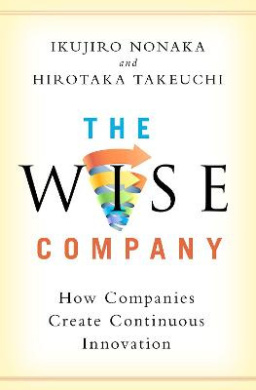 IKUJIRO NONAKA
and
HIROTAKA TAKEUCHI
THE
WISE
COMPANY
How Companies
Create Continuous
Innovation